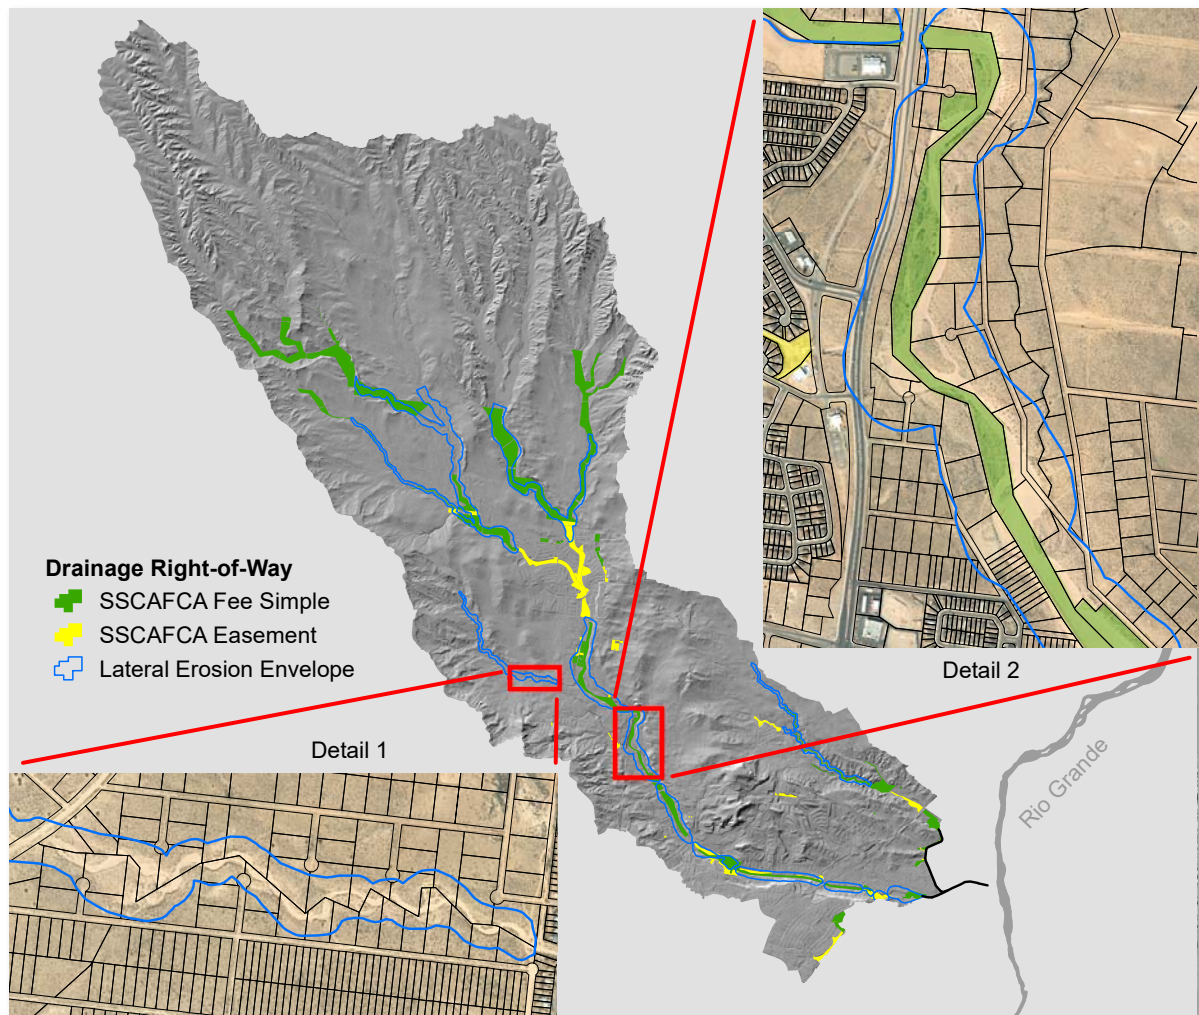 Drainage Right-of-Way
SSCAFCA Fee Simple
SSCAFCA Easement
Lateral Erosion Envelope
Detail 1
Detail 2
Rio Grande